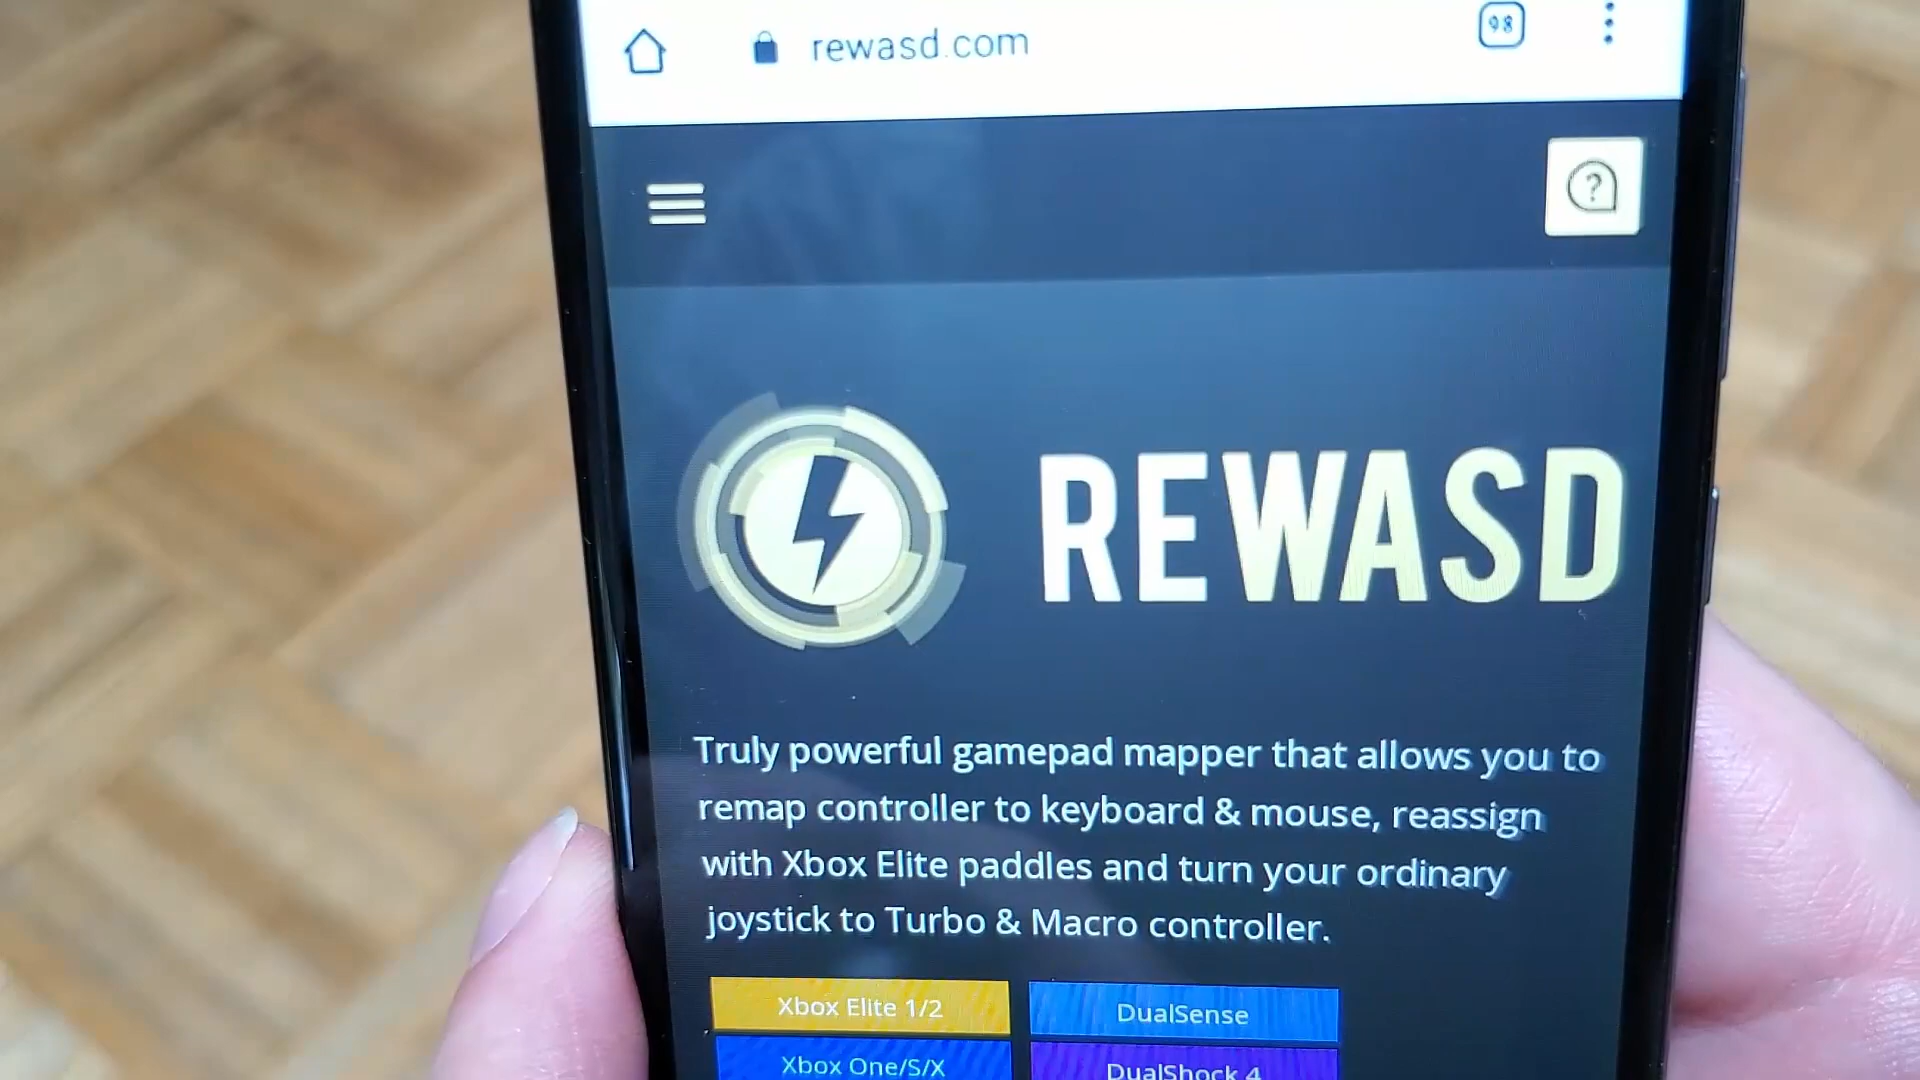 rewasd.com
98
?
REWASD
Truly powerful gamepad mapper that allows you to
remap controller to keyboard & mouse, reassign
with Xbox Elite paddles and turn your ordinary
joystick to Turbo & Macro controller.
Xbox Elite 1/2
DualSense
Xbox One/S/X
DualShock 4